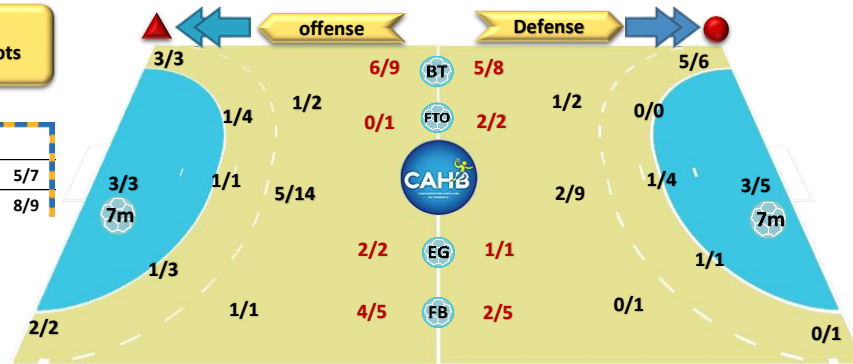 ots
5/7
8/9
offense
Defense
3/3
6/9
BT
5/8
5/6
1/4
1/2
0/1
FTO
2/2
1/2
0/0
CAHB
3/3
7m
1/1
5/14
2/9
1/4
3/5
7m
1/3
2/2
EG
1/1
1/1
2/2
1/1
4/5
FB
2/5
0/1
0/1